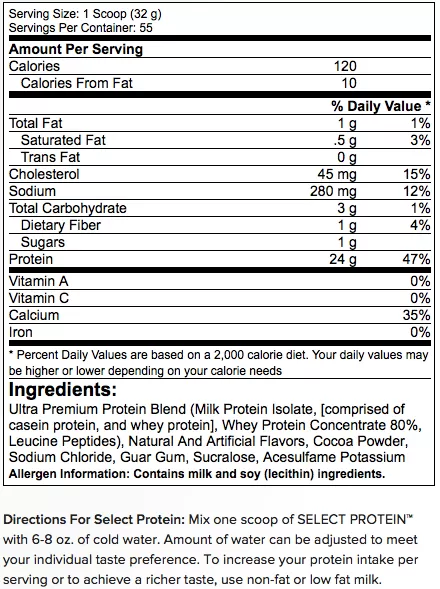 Serving Size: 1 Scoop (32 g)
Servings Per Container: 55
Amount Per Serving
Calories 120
Calories From Fat 10
% Daily Value *
Total Fat 1 g 1%
Saturated Fat .5 g 3%
Trans Fat 0 g
Cholesterol 45 mg 15%
Sodium 280 mg 12%
Total Carbohydrate 3 g 1%
Dietary Fiber 1 g 4%
Sugars 1 g
Protein 24 g 47%
Vitamin A 0%
Vitamin C 0%
Calcium 35%
Iron 0%
* Percent Daily Values are based on a 2,000 calorie diet. Your daily values may
be higher or lower depending on your calorie needs
Ingredients:
Ultra Premium Protein Blend (Milk Protein Isolate, [comprised of
casein protein, and whey protein], Whey Protein Concentrate 80%,
Leucine Peptides), Natural And Artificial Flavors, Cocoa Powder,
Sodium Chloride, Guar Gum, Sucralose, Acesulfame Potassium
Allergen Information: Contains milk and soy (lecithin) ingredients.
Directions For Select Protein: Mix one scoop of SELECT PROTEIN™
with 6-8 oz. of cold water. Amount of water can be adjusted to meet
your individual taste preference. To increase your protein intake per
serving or to achieve a richer taste, use non-fat or low fat milk.